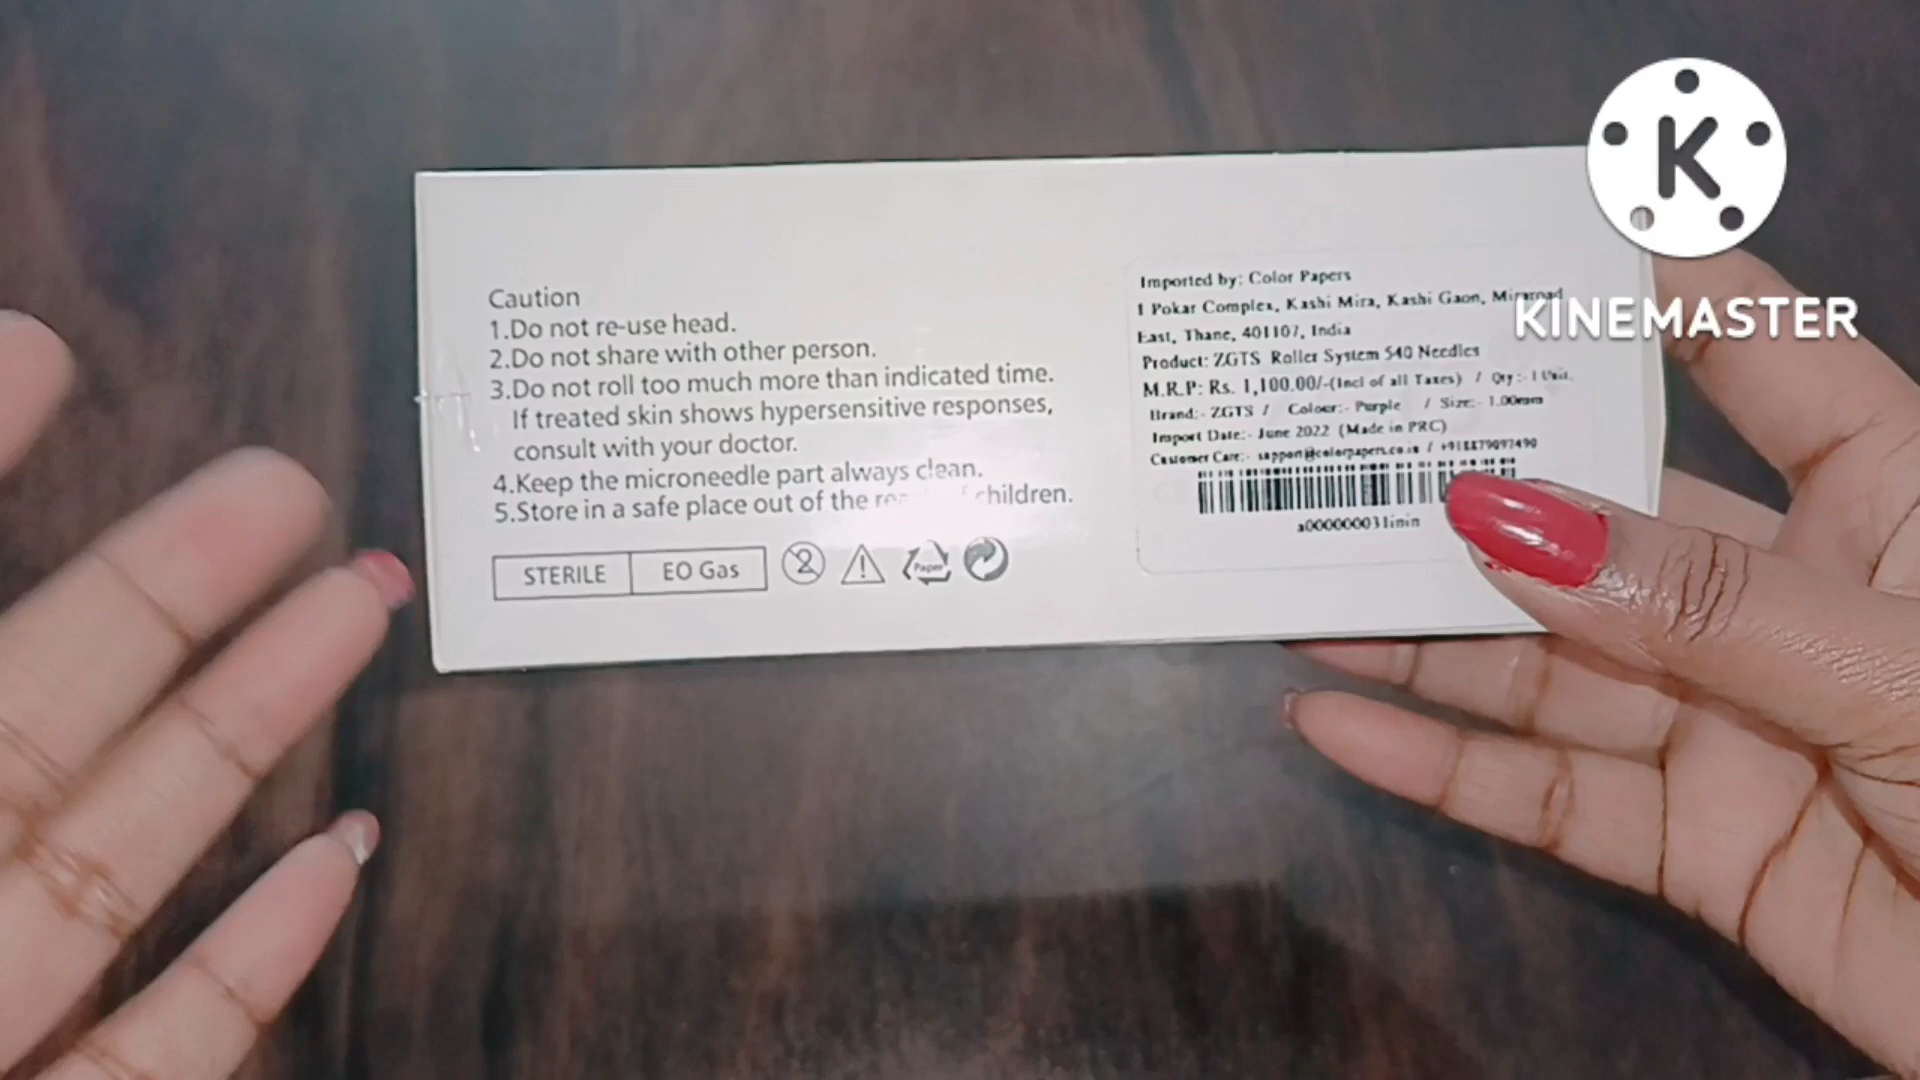 Caution
1.Do not re-use head.
2.Do not share with other person.
3.Do not roll too much more than indicated time.
If treated skin shows hypersensitive responses,
consult with your doctor.
4.Keep the microneedle part always clean.
5.Store in a safe place out of the children.
STERILE EO Gas
2
Paper
Imported by: Color Papers
1 Pokar Complex, Kashi Mira, Kashi Gaon, Miraroad
East, Thane, 401107, India
Product: ZGTS Roller System 540 Needles
M.R.P: Rs. 1,100.00/-(Incl of all Taxes) / Qty:- 1 Unit.
Brand:- ZGTS / Colour:- Purple / Size:- 1.00mm
Import Date:- June 2022 (Made in PRC)
Customer Care:- support@colorpapers.co.in /
a000000031inin
K
KINEMASTER